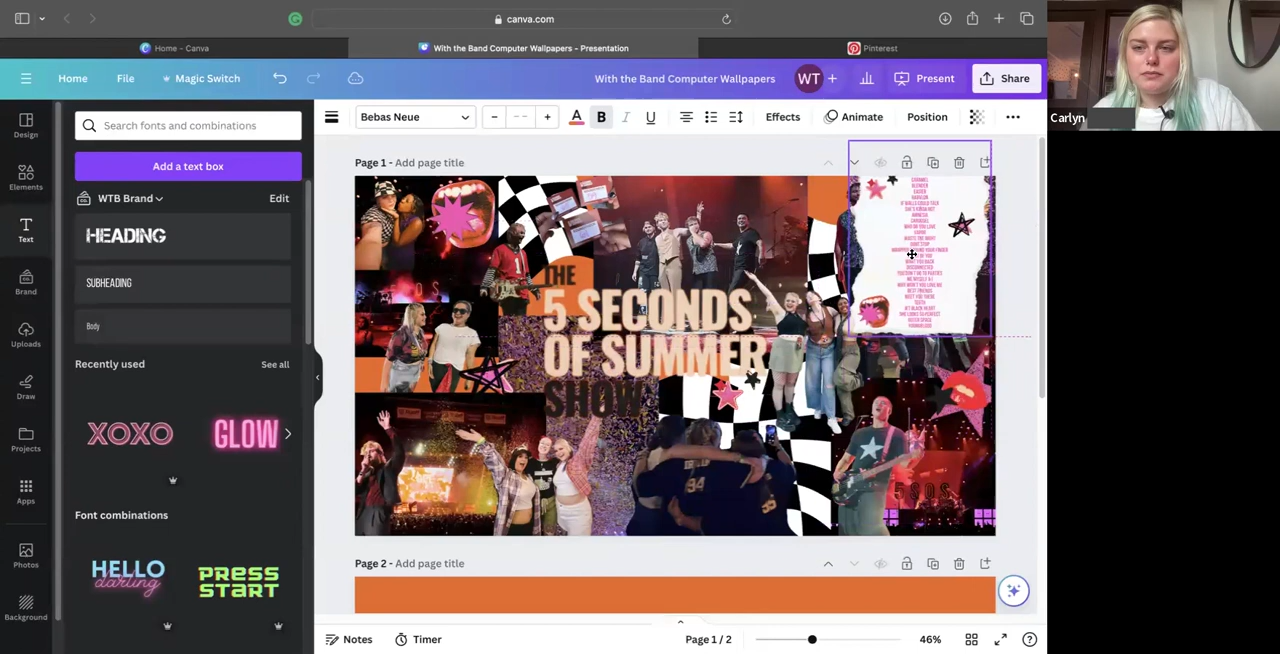 canva.com
Home – Canva
With the Band Computer Wallpapers - Presentation
Pinterest
Home
File
Magic Switch
With the Band Computer Wallpapers
WT
Present
Share
Design
Elements
Text
Brand
Uploads
Draw
Projects
Apps
Photos
Background
Search fonts and combinations
Add a text box
WTB Brand
Edit
HEADING
SUBHEADING
Body
Recently used
See all
XOXO
GLOW
Font combinations
HELLO
darling
PRESS
START
Bebas Neue
A
B
I
U
Effects
Animate
Position
Page 1 - Add page title
THE
5 SECONDS
OF SUMMER
SHOW
94
5SOS
Page 2 - Add page title
Notes
Timer
Page 1 / 2
46%
Carlyn